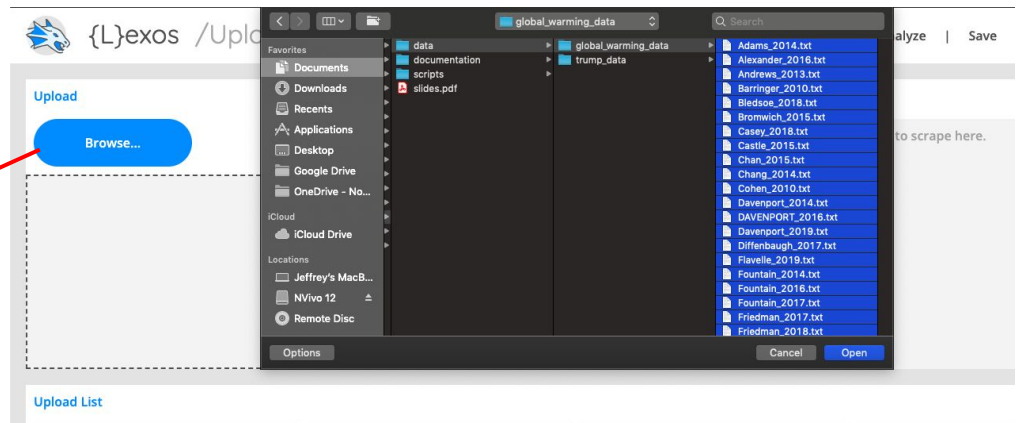 {L}exos /Uplo
global_warming_data
Search
alyze | Save
Upload
Browse...
to scrape here.
Favorites
Documents
Downloads
Recents
Applications
Desktop
Google Drive
OneDrive - No...
iCloud
iCloud Drive
Locations
Jeffrey's MacB...
NVivo 12
Remote Disc
data
documentation
scripts
slides.pdf
global_warming_data
trump_data
Adams_2014.txt
Alexander_2016.txt
Andrews_2013.txt
Barringer_2010.txt
Bledsoe_2018.txt
Bromwich_2015.txt
Casey_2018.txt
Castle_2015.txt
Chan_2015.txt
Chang_2014.txt
Cohen_2010.txt
Davenport_2014.txt
DAVENPORT_2016.txt
Davenport_2019.txt
Diffenbaugh_2017.txt
Flavelle_2019.txt
Fountain_2014.txt
Fountain_2016.txt
Fountain_2017.txt
Friedman_2017.txt
Friedman_2018.txt
Options
Cancel
Open
Upload List